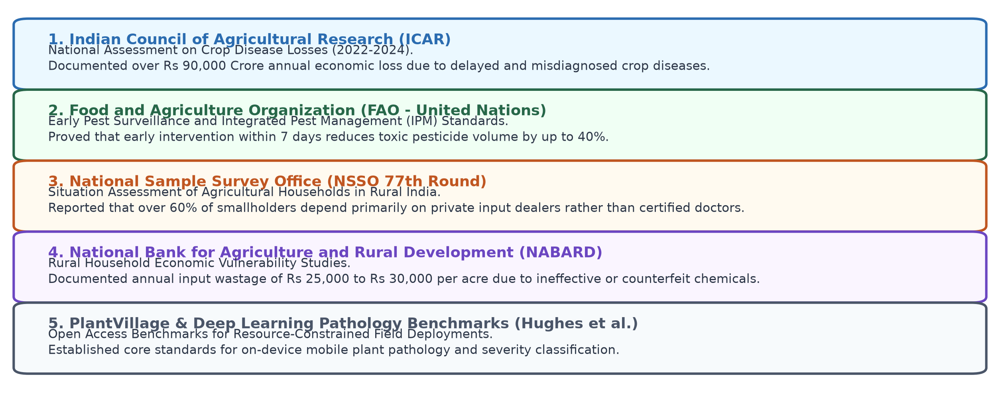 1. Indian Council of Agricultural Research (ICAR)
National Assessment on Crop Disease Losses (2022-2024).
Documented over Rs 90,000 Crore annual economic loss due to delayed and misdiagnosed crop diseases.
2. Food and Agriculture Organization (FAO - United Nations)
Early Pest Surveillance and Integrated Pest Management (IPM) Standards.
Proved that early intervention within 7 days reduces toxic pesticide volume by up to 40%.
3. National Sample Survey Office (NSSO 77th Round)
Situation Assessment of Agricultural Households in Rural India.
Reported that over 60% of smallholders depend primarily on private input dealers rather than certified doctors.
4. National Bank for Agriculture and Rural Development (NABARD)
Rural Household Economic Vulnerability Studies.
Documented annual input wastage of Rs 25,000 to Rs 30,000 per acre due to ineffective or counterfeit chemicals.
5. PlantVillage & Deep Learning Pathology Benchmarks (Hughes et al.)
Open Access Benchmarks for Resource-Constrained Field Deployments.
Established core standards for on-device mobile plant pathology and severity classification.